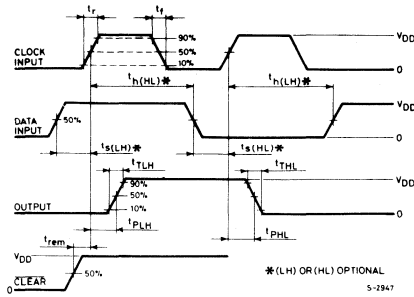 tr
tf
CLOCK INPUT
90%
50%
10%
VDD
0
th(HL)*
th(LH)*
DATA INPUT
50%
VDD
0
ts(LH)*
ts(HL)*
tTLH
tTHL
OUTPUT
90%
50%
10%
VDD
0
tPLH
tPHL
trem
VDD
50%
0
CLEAR
*(LH) OR (HL) OPTIONAL
S-2947